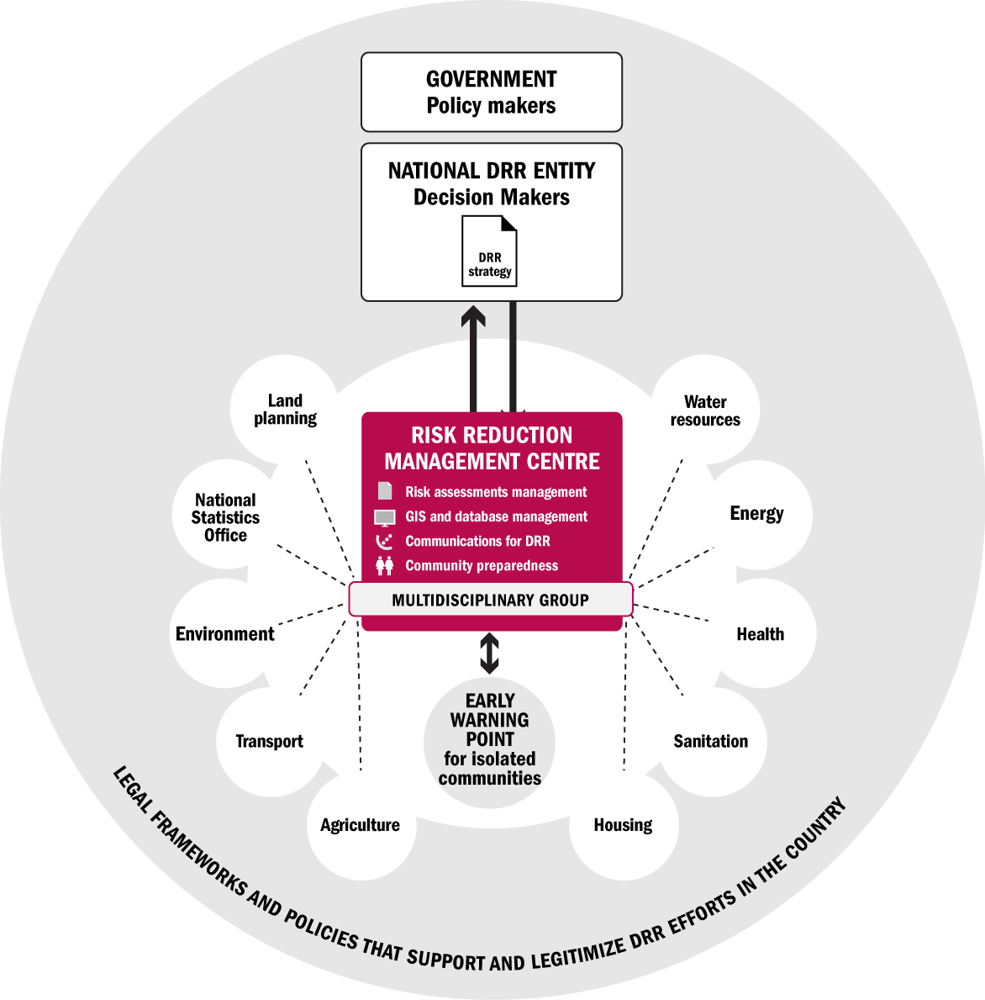 GOVERNMENT
Policy makers
NATIONAL DRR ENTITY
Decision Makers
DRR
strategy
Land
planning
Water
resources
RISK REDUCTION
MANAGEMENT CENTRE
Risk assessments management
GIS and database management
Communications for DRR
Community preparedness
MULTIDISCIPLINARY GROUP
National
Statistics
Office
Energy
Environment
Health
Transport
Sanitation
EARLY
WARNING
POINT
for isolated
communities
Agriculture
Housing
LEGAL FRAMEWORKS AND POLICIES THAT SUPPORT AND LEGITIMIZE DRR EFFORTS IN THE COUNTRY